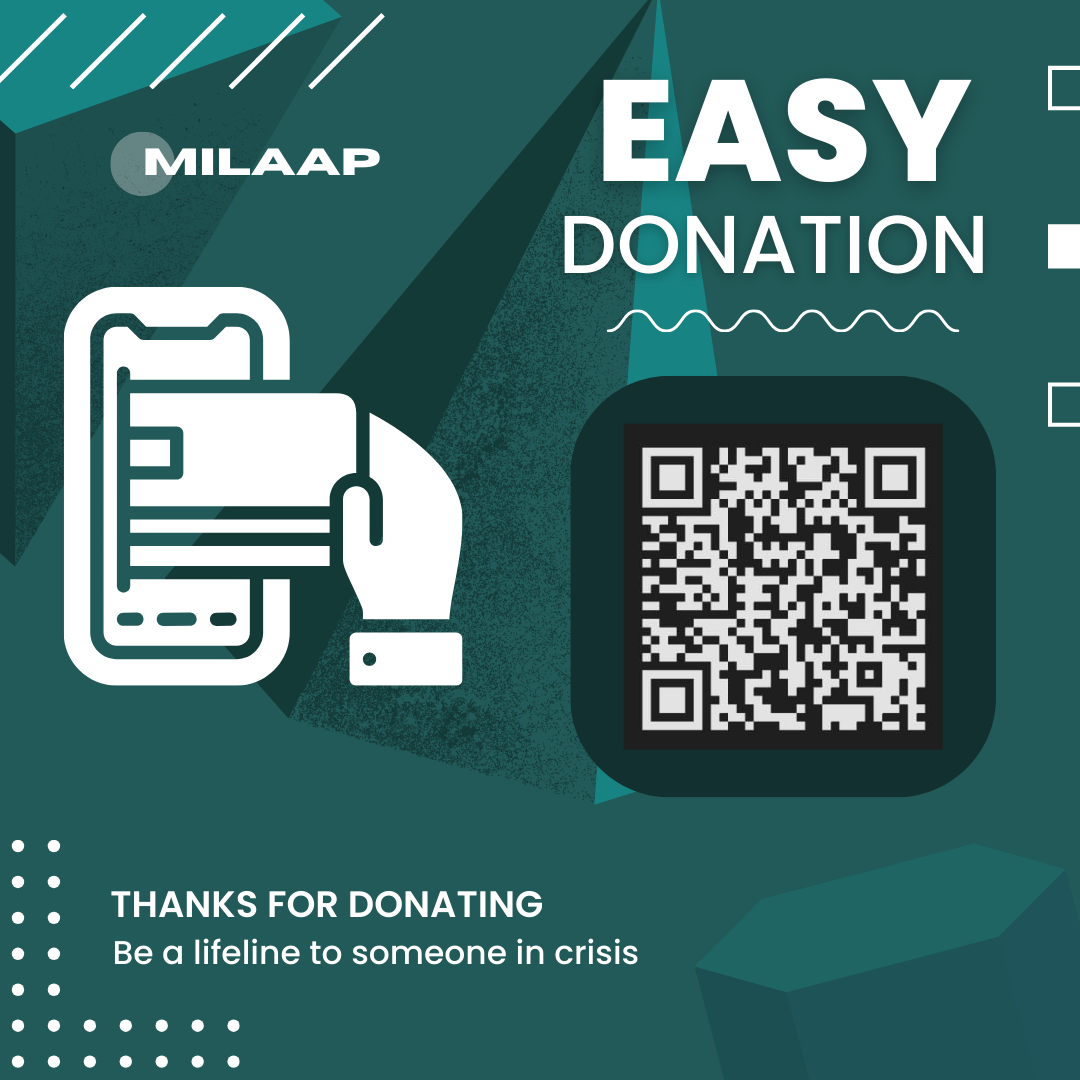 MILAAP
EASY
DONATION
THANKS FOR DONATING
Be a lifeline to someone in crisis